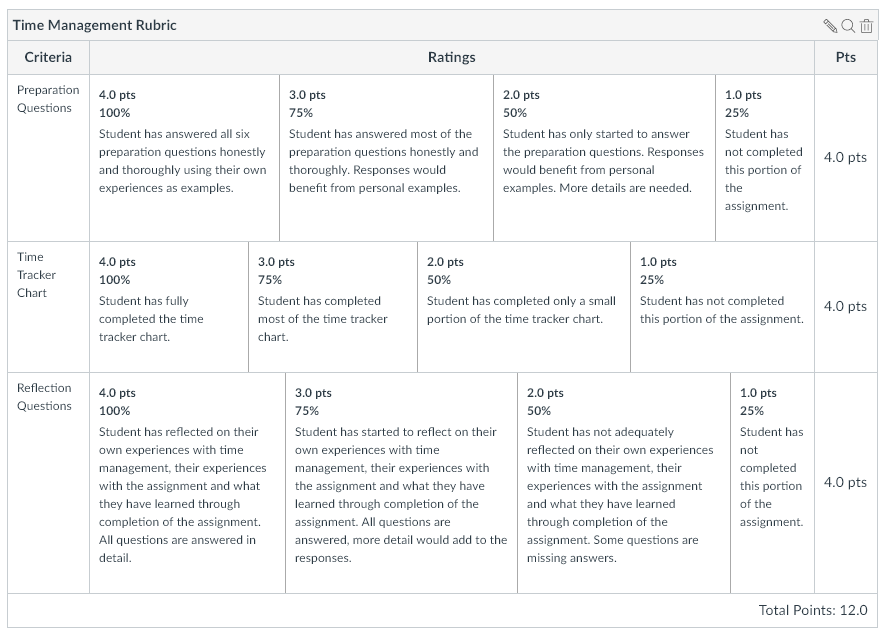 Time Management Rubric
Criteria
Ratings
Pts
Preparation
Questions
4.0 pts
100%
Student has answered all six
preparation questions honestly
and thoroughly using their own
experiences as examples.
3.0 pts
75%
Student has answered most of the
preparation questions honestly and
thoroughly. Responses would
benefit from personal examples.
2.0 pts
50%
Student has only started to answer
the preparation questions. Responses
would benefit from personal
examples. More details are needed.
1.0 pts
25%
Student has
not completed
this portion of
the
assignment.
4.0 pts
Time
Tracker
Chart
4.0 pts
100%
Student has fully
completed the time
tracker chart.
3.0 pts
75%
Student has completed
most of the time tracker
chart.
2.0 pts
50%
Student has completed only a small
portion of the time tracker chart.
1.0 pts
25%
Student has not completed
this portion of the assignment.
4.0 pts
Reflection
Questions
4.0 pts
100%
Student has reflected on their
own experiences with time
management, their experiences
with the assignment and what
they have learned through
completion of the assignment.
All questions are answered in
detail.
3.0 pts
75%
Student has started to reflect on their
own experiences with time
management, their experiences with
the assignment and what they have
learned through completion of the
assignment. All questions are
answered, more detail would add to the
responses.
2.0 pts
50%
Student has not adequately
reflected on their own experiences
with time management, their
experiences with the assignment
and what they have learned
through completion of the
assignment. Some questions are
missing answers.
1.0 pts
25%
Student has
not
completed
this portion
of the
assignment.
4.0 pts
Total Points: 12.0